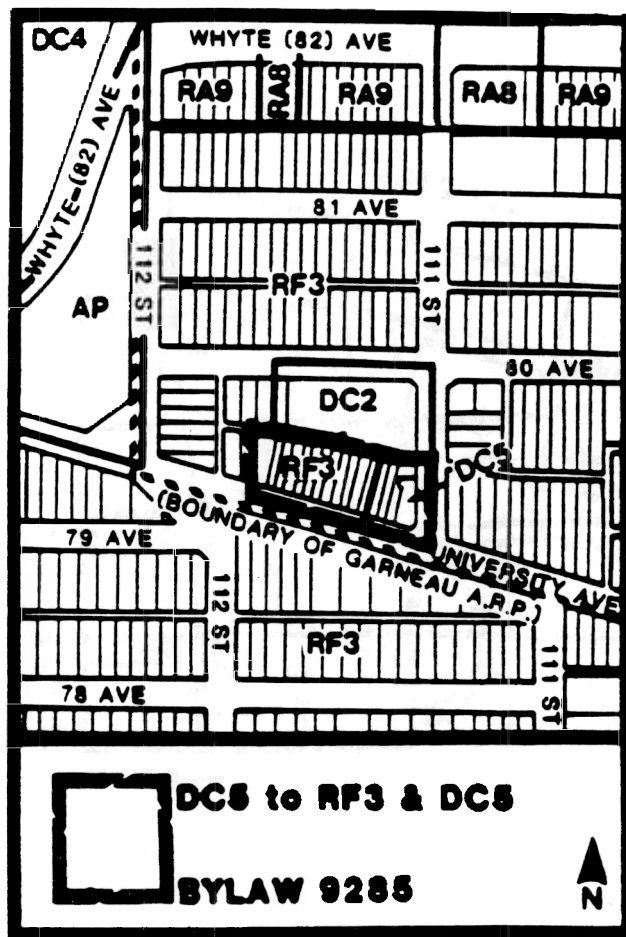 DC4
WHYTE (82) AVE
WHYTE (82) AVE
RA9
RA8
RA9
RA8
RA9
81 AVE
112 ST
111 ST
RF3
AP
80 AVE
DC2
RF3
DC5
(BOUNDARY OF GARNEAU A.R.P.)
UNIVERSITY AVE
79 AVE
112 ST
RF3
111 ST
78 AVE
DC5 to RF3 & DC5
BYLAW 9285
N